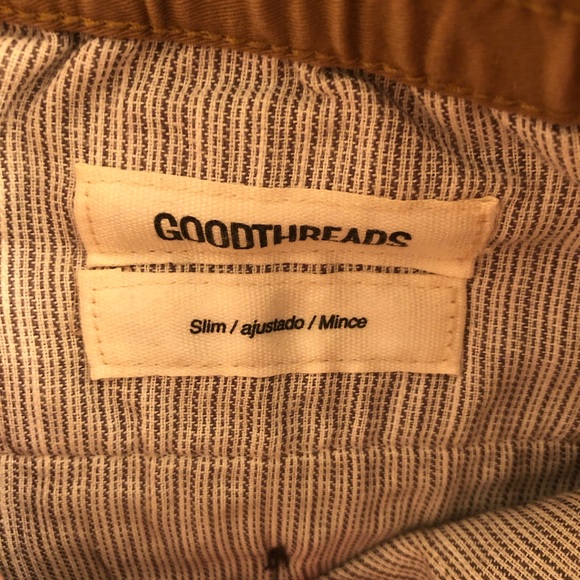 GOODTHREADS
Slim / ajustado / Mince